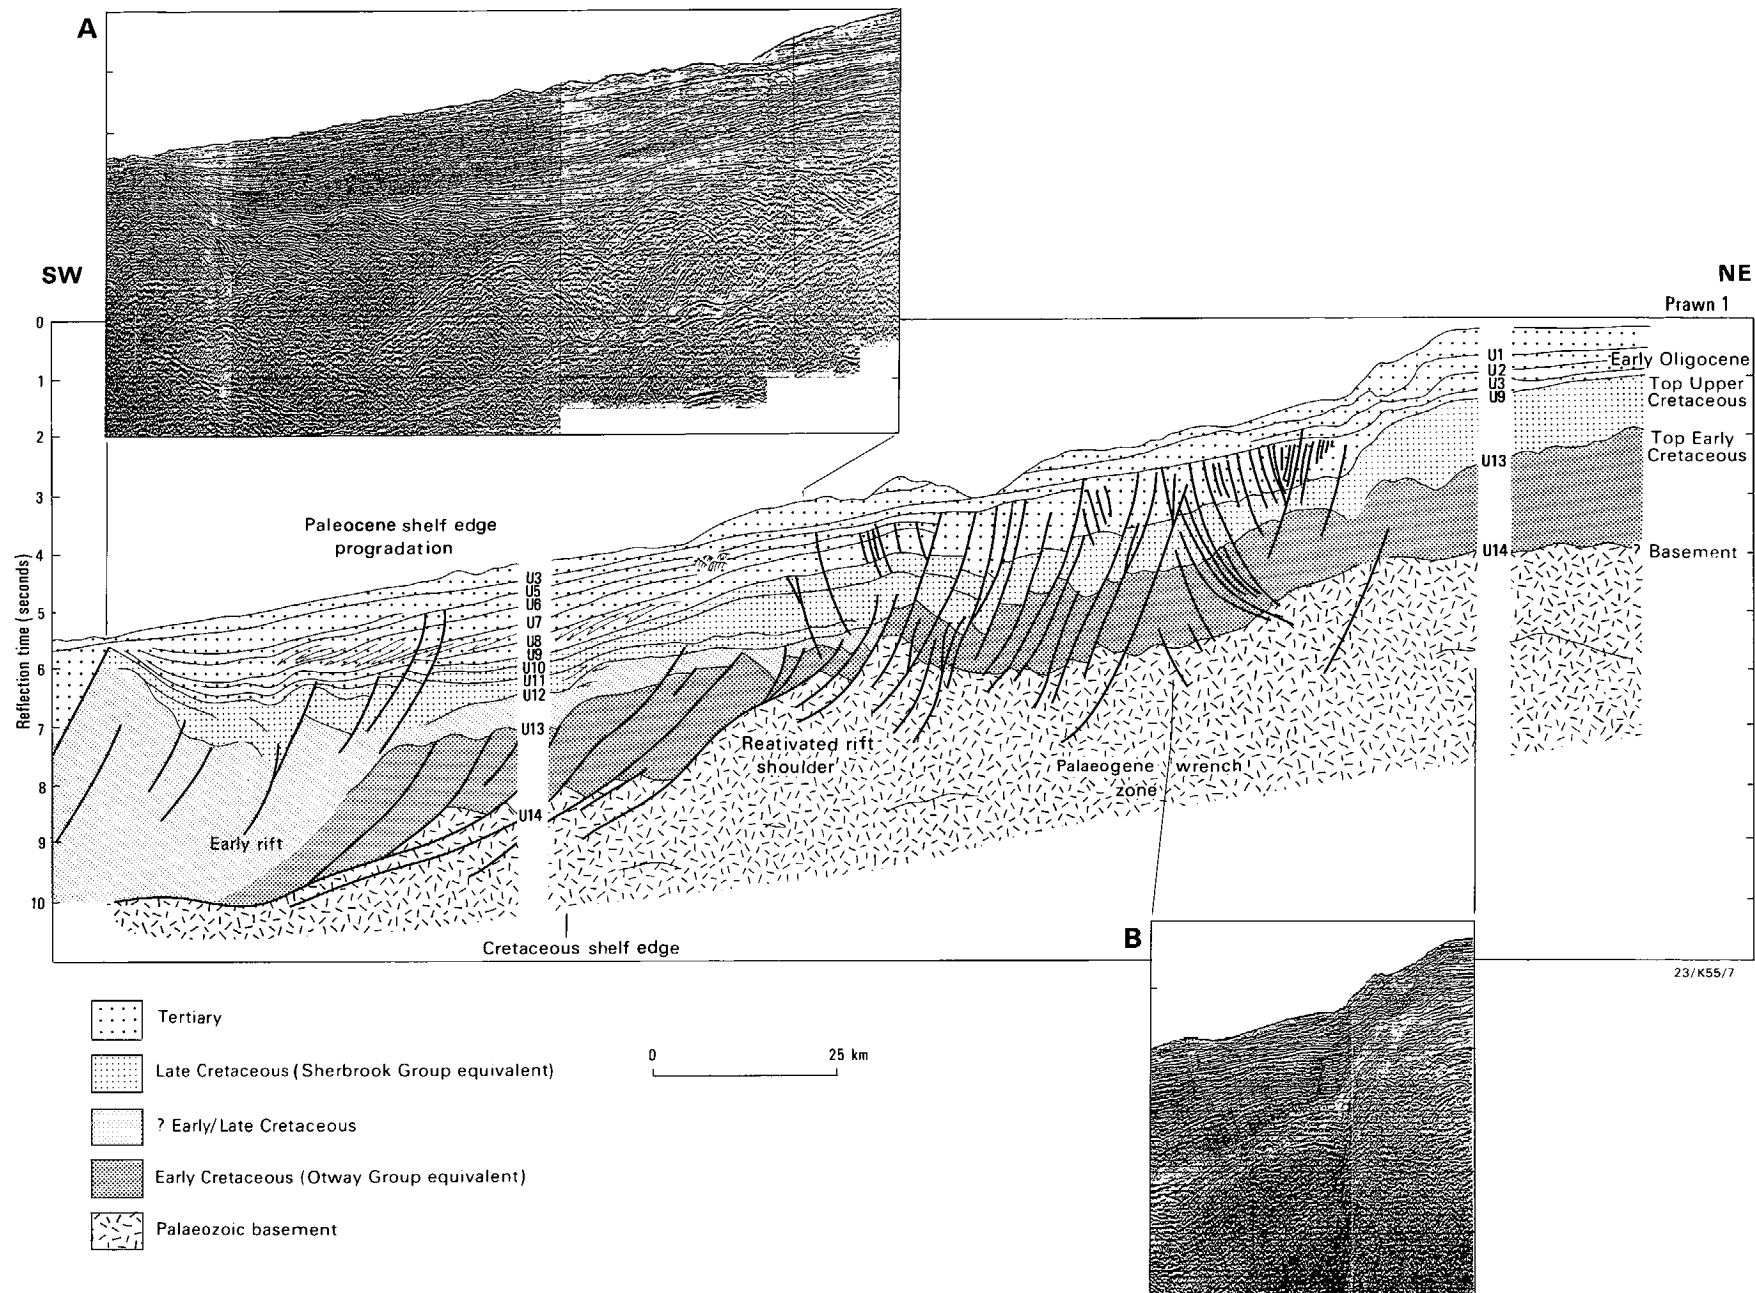 A
SW
NE
Prawn 1
0
1
2
3
4
5
6
7
8
9
10
Reflection time (seconds)
U1
U2
U3
U9
U13
U14
Early Oligocene
Top Upper
Cretaceous
Top Early
Cretaceous
? Basement
Paleocene shelf edge
progradation
U3
U5
U6
U7
U8
U9
U10
U11
U12
U13
U14
Reativated rift
shoulder
Palaeogene wrench
zone
Early rift
Cretaceous shelf edge
B
23/K55/7
Tertiary
Late Cretaceous (Sherbrook Group equivalent)
? Early/Late Cretaceous
Early Cretaceous (Otway Group equivalent)
Palaeozoic basement
0 25 km